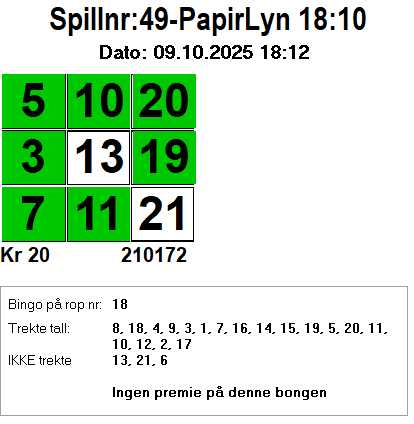 Spillnr:49-PapirLyn 18:10
Dato: 09.10.2025 18:12
5 10 20
3 13 19
7 11 21
Kr 20 210172
Bingo på rop nr: 18
Trekte tall: 8, 18, 4, 9, 3, 1, 7, 16, 14, 15, 19, 5, 20, 11,
10, 12, 2, 17
IKKE trekte 13, 21, 6
Ingen premie på denne bongen